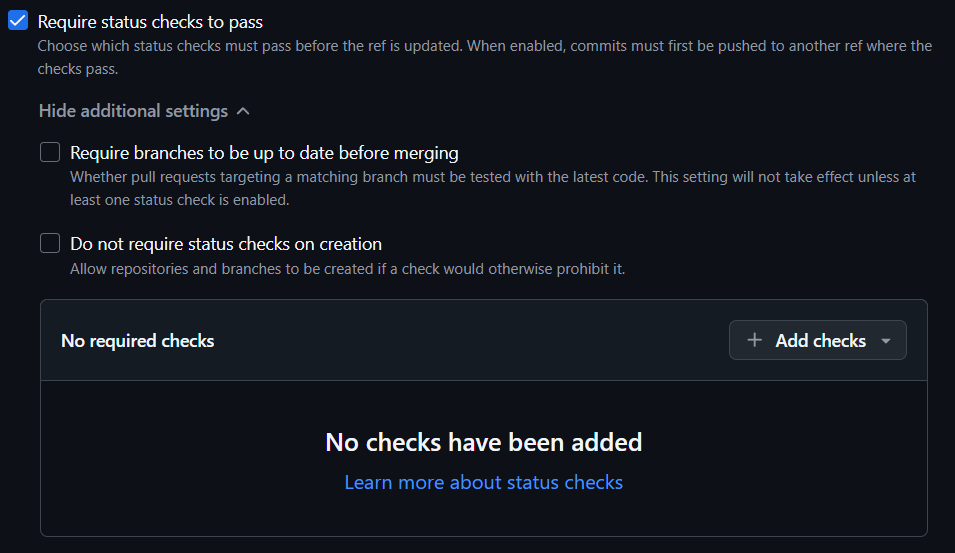 Require status checks to pass
Choose which status checks must pass before the ref is updated. When enabled, commits must first be pushed to another ref where the
checks pass.
Hide additional settings
Require branches to be up to date before merging
Whether pull requests targeting a matching branch must be tested with the latest code. This setting will not take effect unless at
least one status check is enabled.
Do not require status checks on creation
Allow repositories and branches to be created if a check would otherwise prohibit it.
No required checks
Add checks
No checks have been added
Learn more about status checks